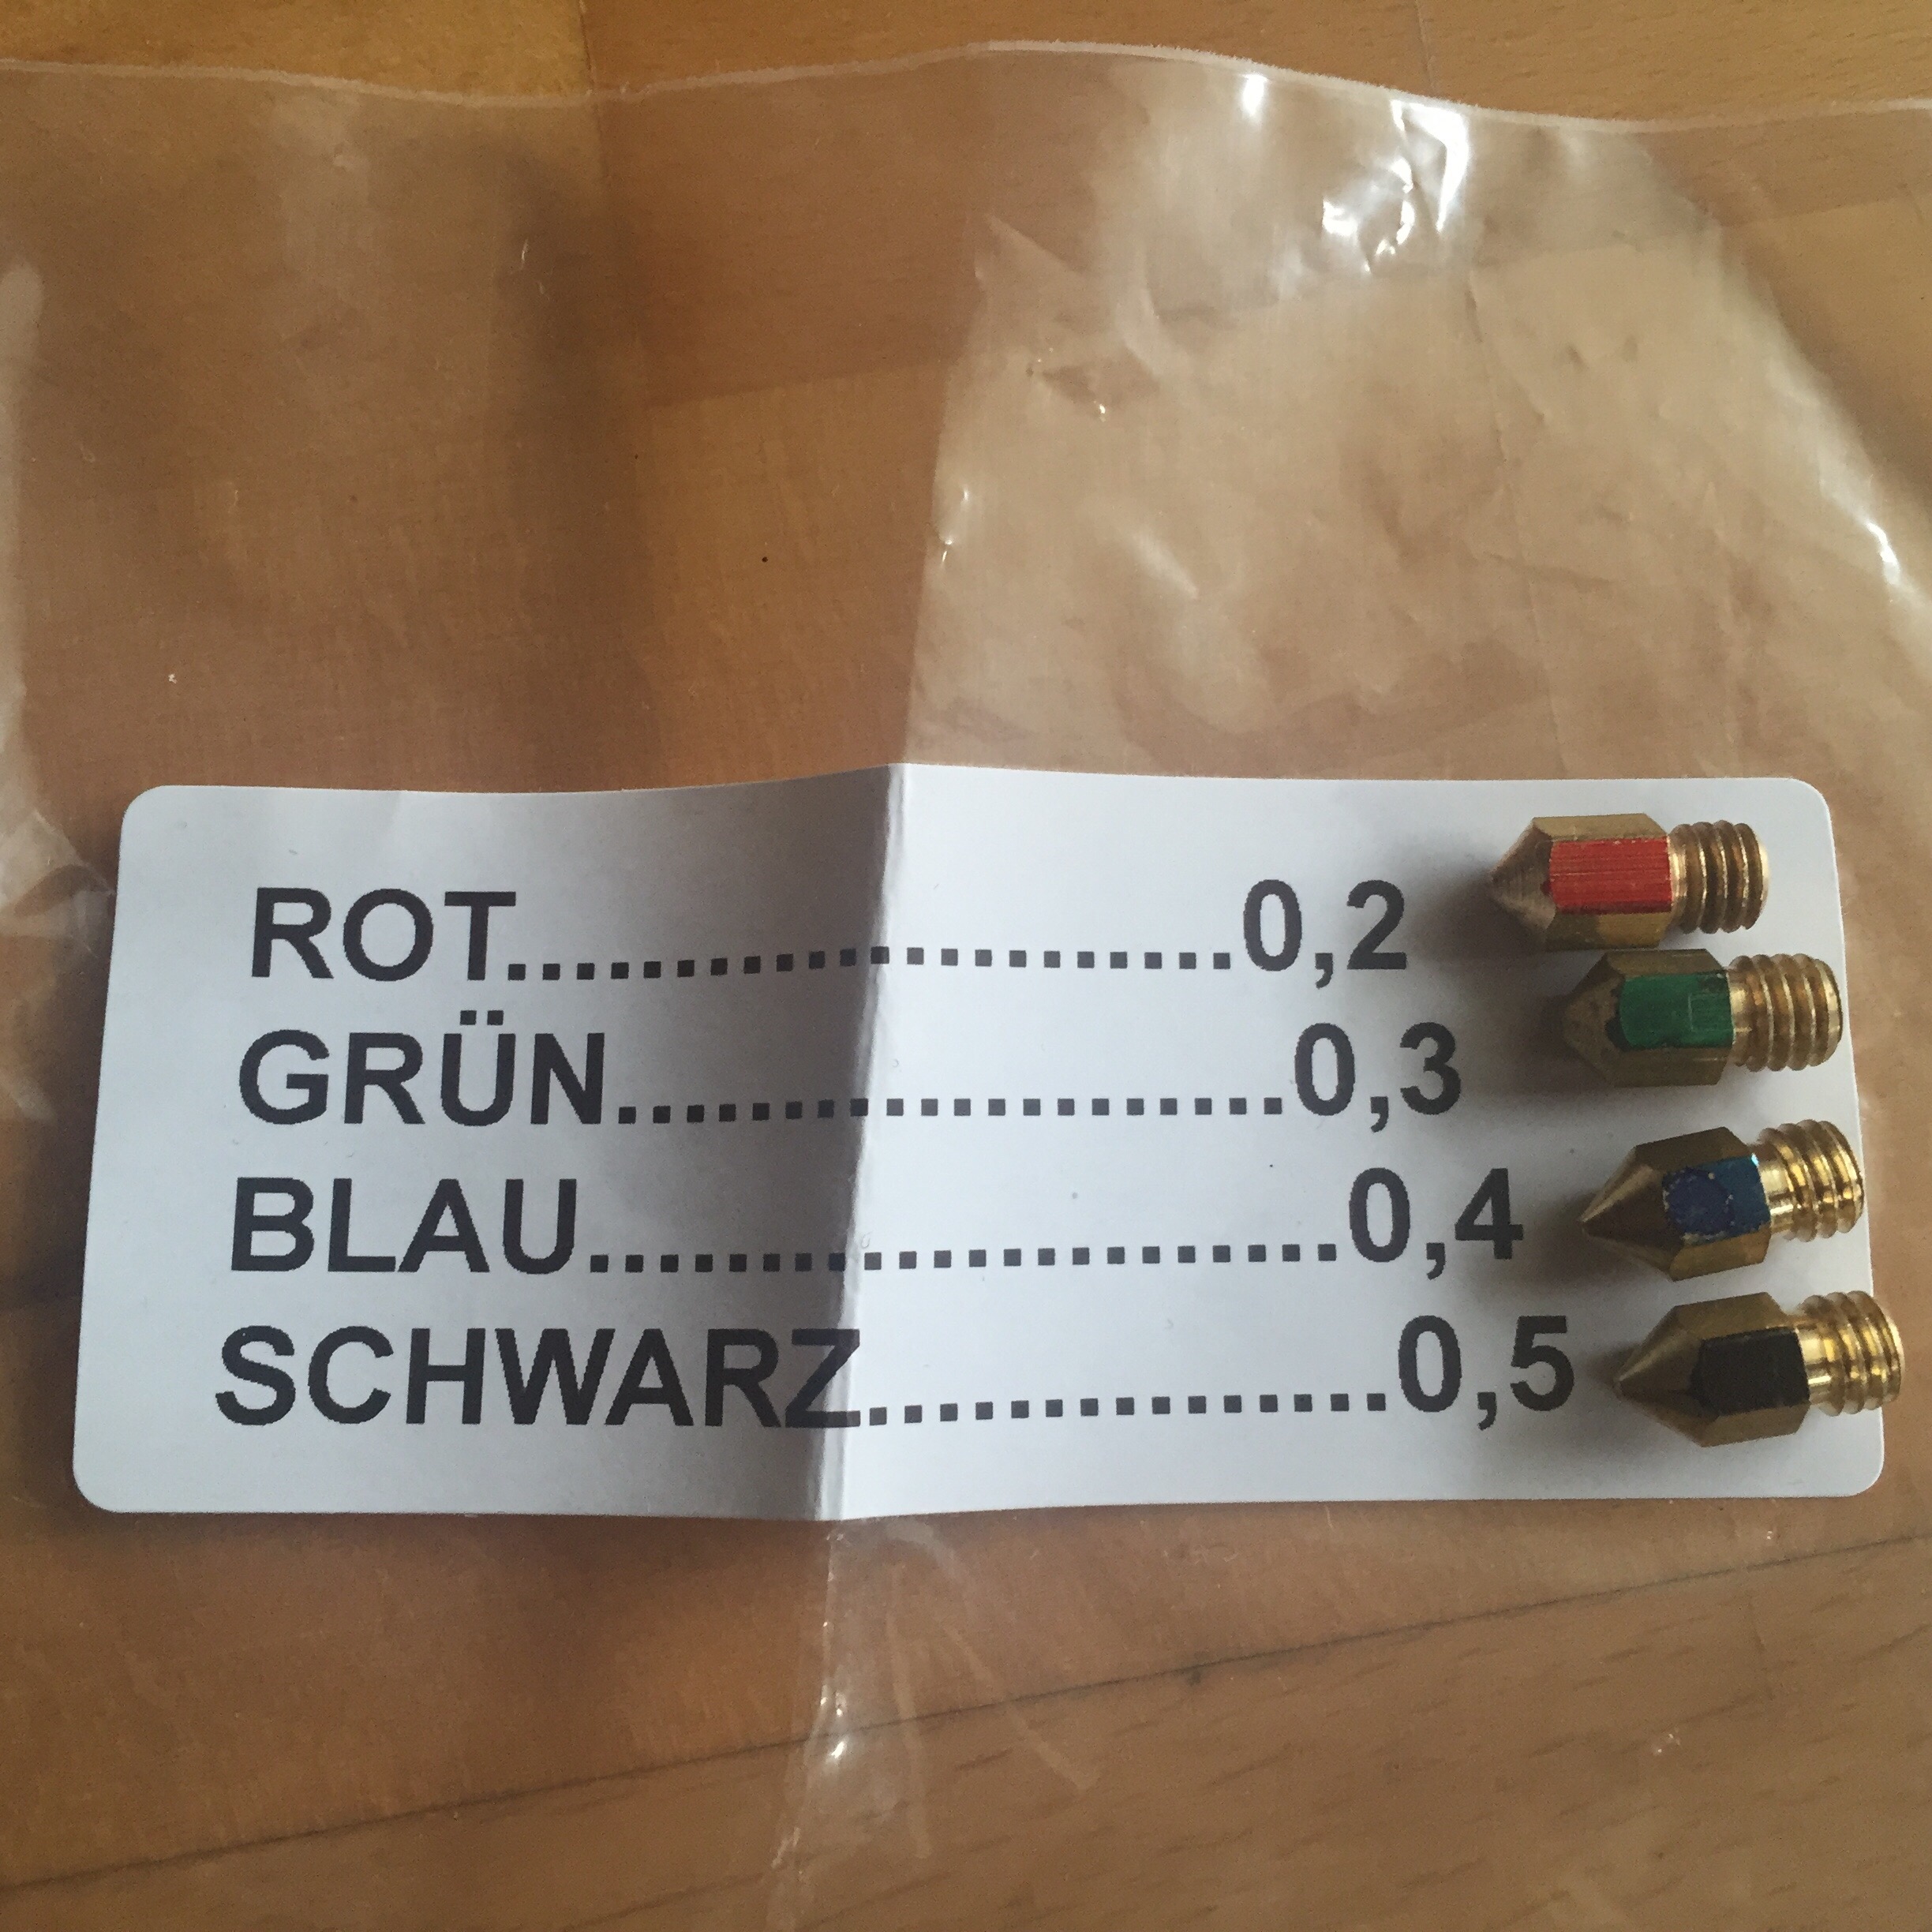 ROT......................0,2
GRÜN.....................0,3
BLAU.......................0,4
SCHWARZ...............0,5